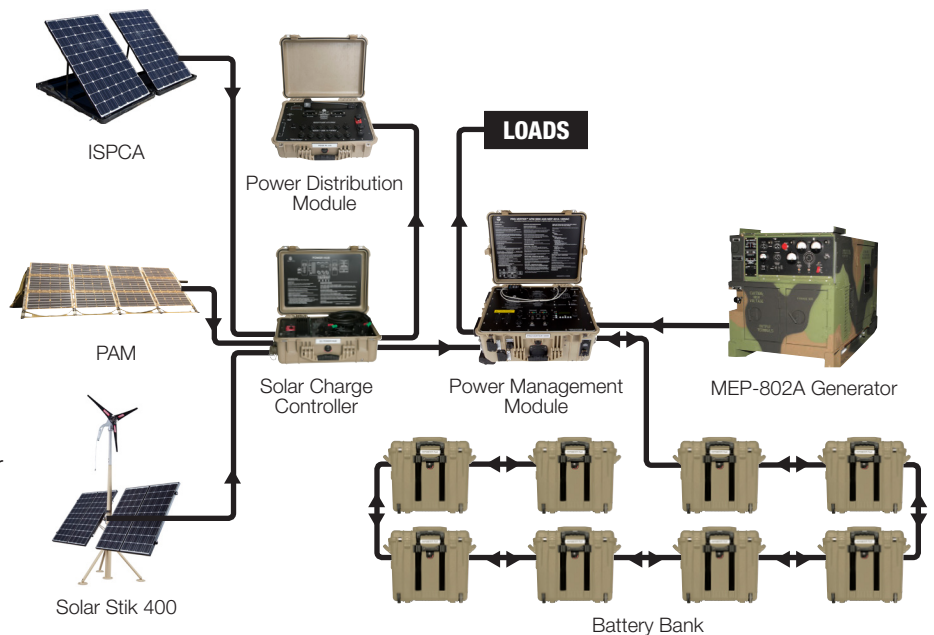 ISPCA
Power Distribution
Module
LOADS
PAM
Solar Charge
Controller
Power Management
Module
MEP-802A Generator
Solar Stik 400
Battery Bank